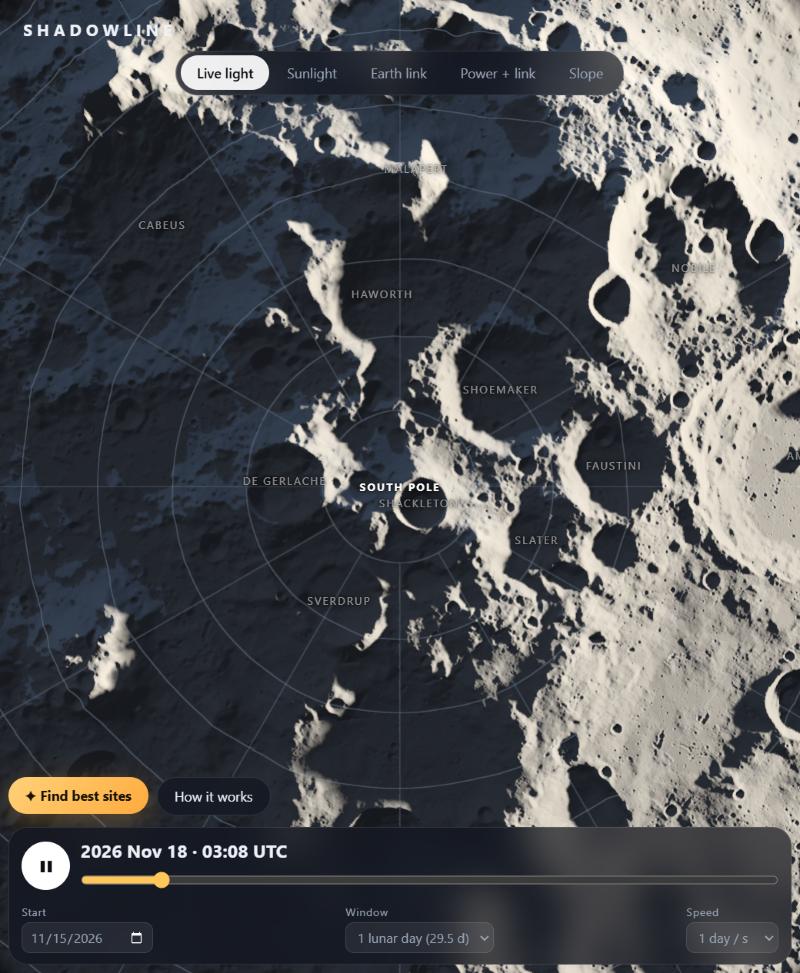 SHADOWLINE
Live light Sunlight Earth link Power + link Slope
MALAPERT
CABEUS
NOBILE
HAWORTH
SHOEMAKER
FAUSTINI
DE GERLACHE
SOUTH POLE
SHACKLETON
SLATER
SVERDRUP
✦ Find best sites How it works
2026 Nov 18 · 03:08 UTC
Start Window Speed
11/15/2026 1 lunar day (29.5 d) 1 day / s